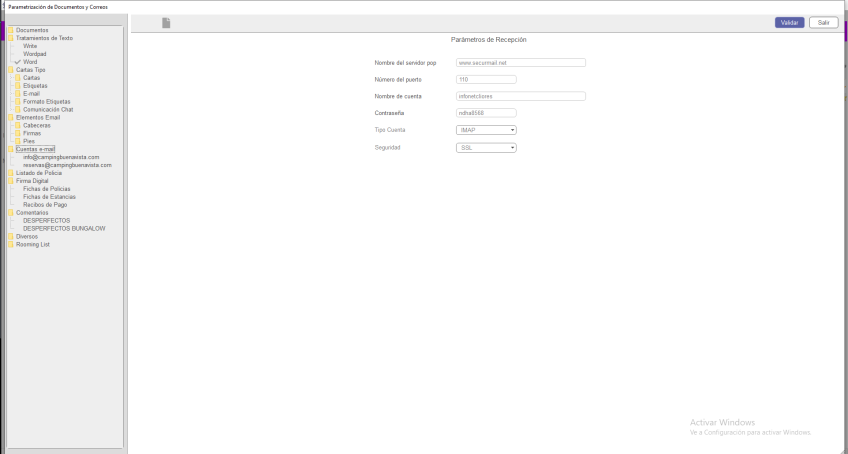 Parametrización de Documentos y Correos
Validar
Salir
Documentos
Tratamientos de Texto
Write
Wordpad
Word
Cartas Tipo
Cartas
Etiquetas
E-mail
Formato Etiquetas
Comunicación Chat
Elementos Email
Cabeceras
Firmas
Pies
Cuentas e-mail
info@campingbuenavista.com
reservas@campingbuenavista.com
Listado de Policia
Firma Digital
Fichas de Policias
Fichas de Estancias
Recibos de Pago
Comentarios
DESPERFECTOS
DESPERFECTOS BUNGALOW
Diversos
Rooming List
Parámetros de Recepción
Nombre del servidor pop www.securmail.net
Número del puerto 110
Nombre de cuenta
Contraseña
Tipo Cuenta IMAP
Seguridad SSL
Activar Windows
Ve a Configuración para activar Windows.